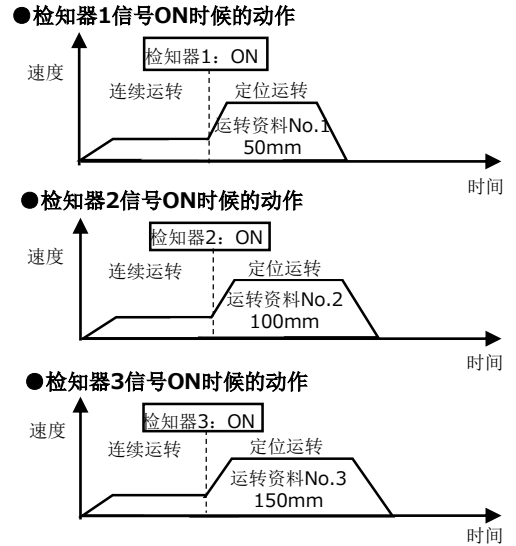 ●检知器1信号ON时候的动作
检知器1：ON
速度
连续运转
定位运转
运转资料No.1
50mm
时间
●检知器2信号ON时候的动作
检知器2：ON
速度
连续运转
定位运转
运转资料No.2
100mm
时间
●检知器3信号ON时候的动作
检知器3：ON
速度
连续运转
定位运转
运转资料No.3
150mm
时间